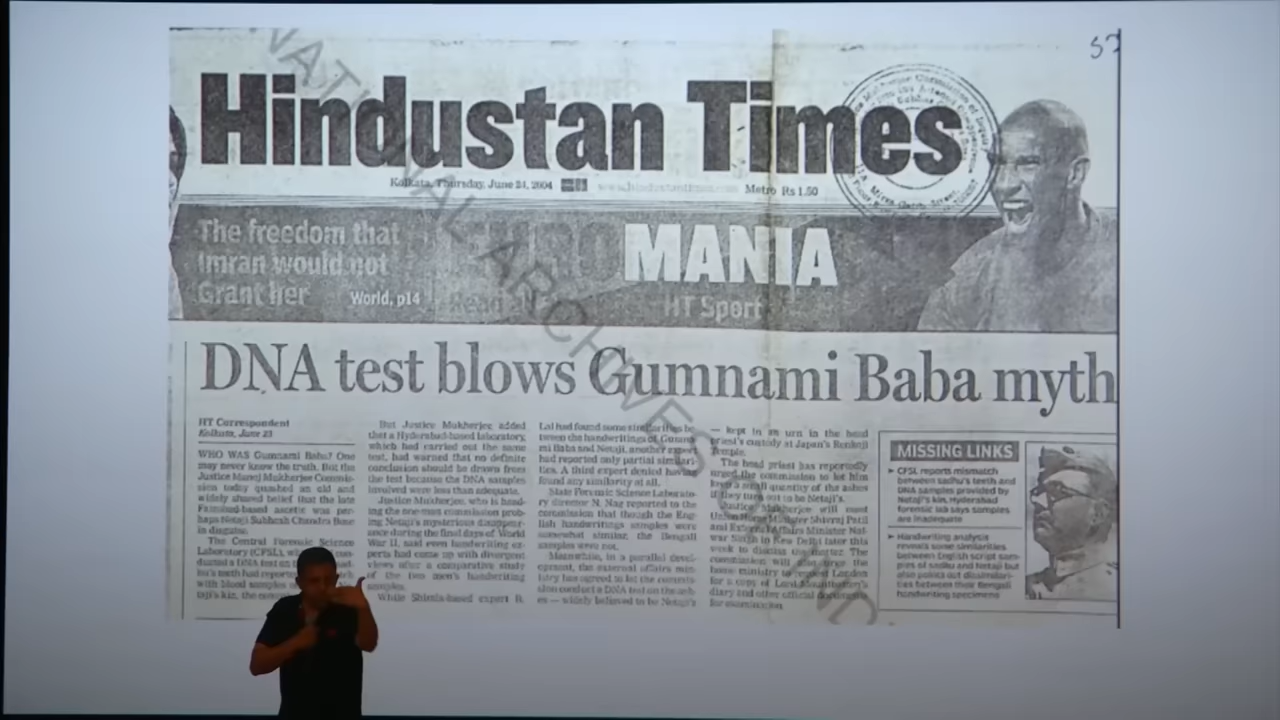 Hindustan Times
Kolkata, Thursday, June 24, 2004
www.hindustantimes.com
Metro Rs 1.50
The freedom that
Imran would not
Grant her
World, p14
MANIA
HT Sport
NATIONAL ARCHIVES OF IND
DNA test blows Gumnami Baba myth
HT Correspondent
Kolkata, June 23
WHO WAS Gumnami Baba? One
may never know the truth. But the
Justice Manoj Mukherjee Commis-
sion today quashed an old and
widely shared belief that the late
Faizabad-based ascetic was per-
haps Netaji Subhash Chandra Bose
in disguise.
The Central Forensic Science
Laboratory (CFSL),
But Justice Mukherjee added
that a Hyderabad-based laboratory,
which had carried out the same
test, had warned that no definite
conclusion should be drawn from
the test because the DNA samples
involved were less than adequate.
Justice Mukherjee, who is head-
ing the one-man commission prob-
ing Netaji's mysterious disappear-
ance during the final days of World
War II, said even handwriting ex-
perts had come up with divergent
views after a comparative study
of the two men's handwriting
samples.
While Shimla-based expert B.
Lal had found some similarities be-
tween the handwritings of Gumna-
mi Baba and Netaji, another expert
had reported only partial similari-
ties. A third expert denied having
found any similarity at all.
State Forensic Science Laborato-
ry director N. Nag reported to the
commission that though the Eng-
lish handwritings samples were
somewhat similar, the Bengali
samples were not.
Meanwhile, in a parallel devel-
opment, the external affairs min-
istry has agreed to let the commis-
sion conduct a DNA test on the ash-
es — widely believed to be Netaji's
— kept in an urn in the head
priest's custody at Japan's Renkoji
Temple.
The head priest has reportedly
urged the commission to let him
keep a small quantity of the ashes
if they turn out to be Netaji's.
Justice Mukherjee will meet
Union Home Minister Shivraj Patil
and External Affairs Minister Nat-
war Singh in New Delhi later this
week to discuss the matter. The
commission will also urge the
home ministry to request London
for a copy of Lord Mountbatten's
diary and other official documents
for examination.
MISSING LINKS
CFSL reports mismatch
between sadhu's teeth and
DNA samples provided by
Netaji's kin, Hyderabad
forensic lab says samples
are inadequate
Handwriting analysis
reveals some similarities
between English script sam-
ples of sadhu and Netaji but
also points out dissimilari-
ties between their Bengali
handwriting specimens